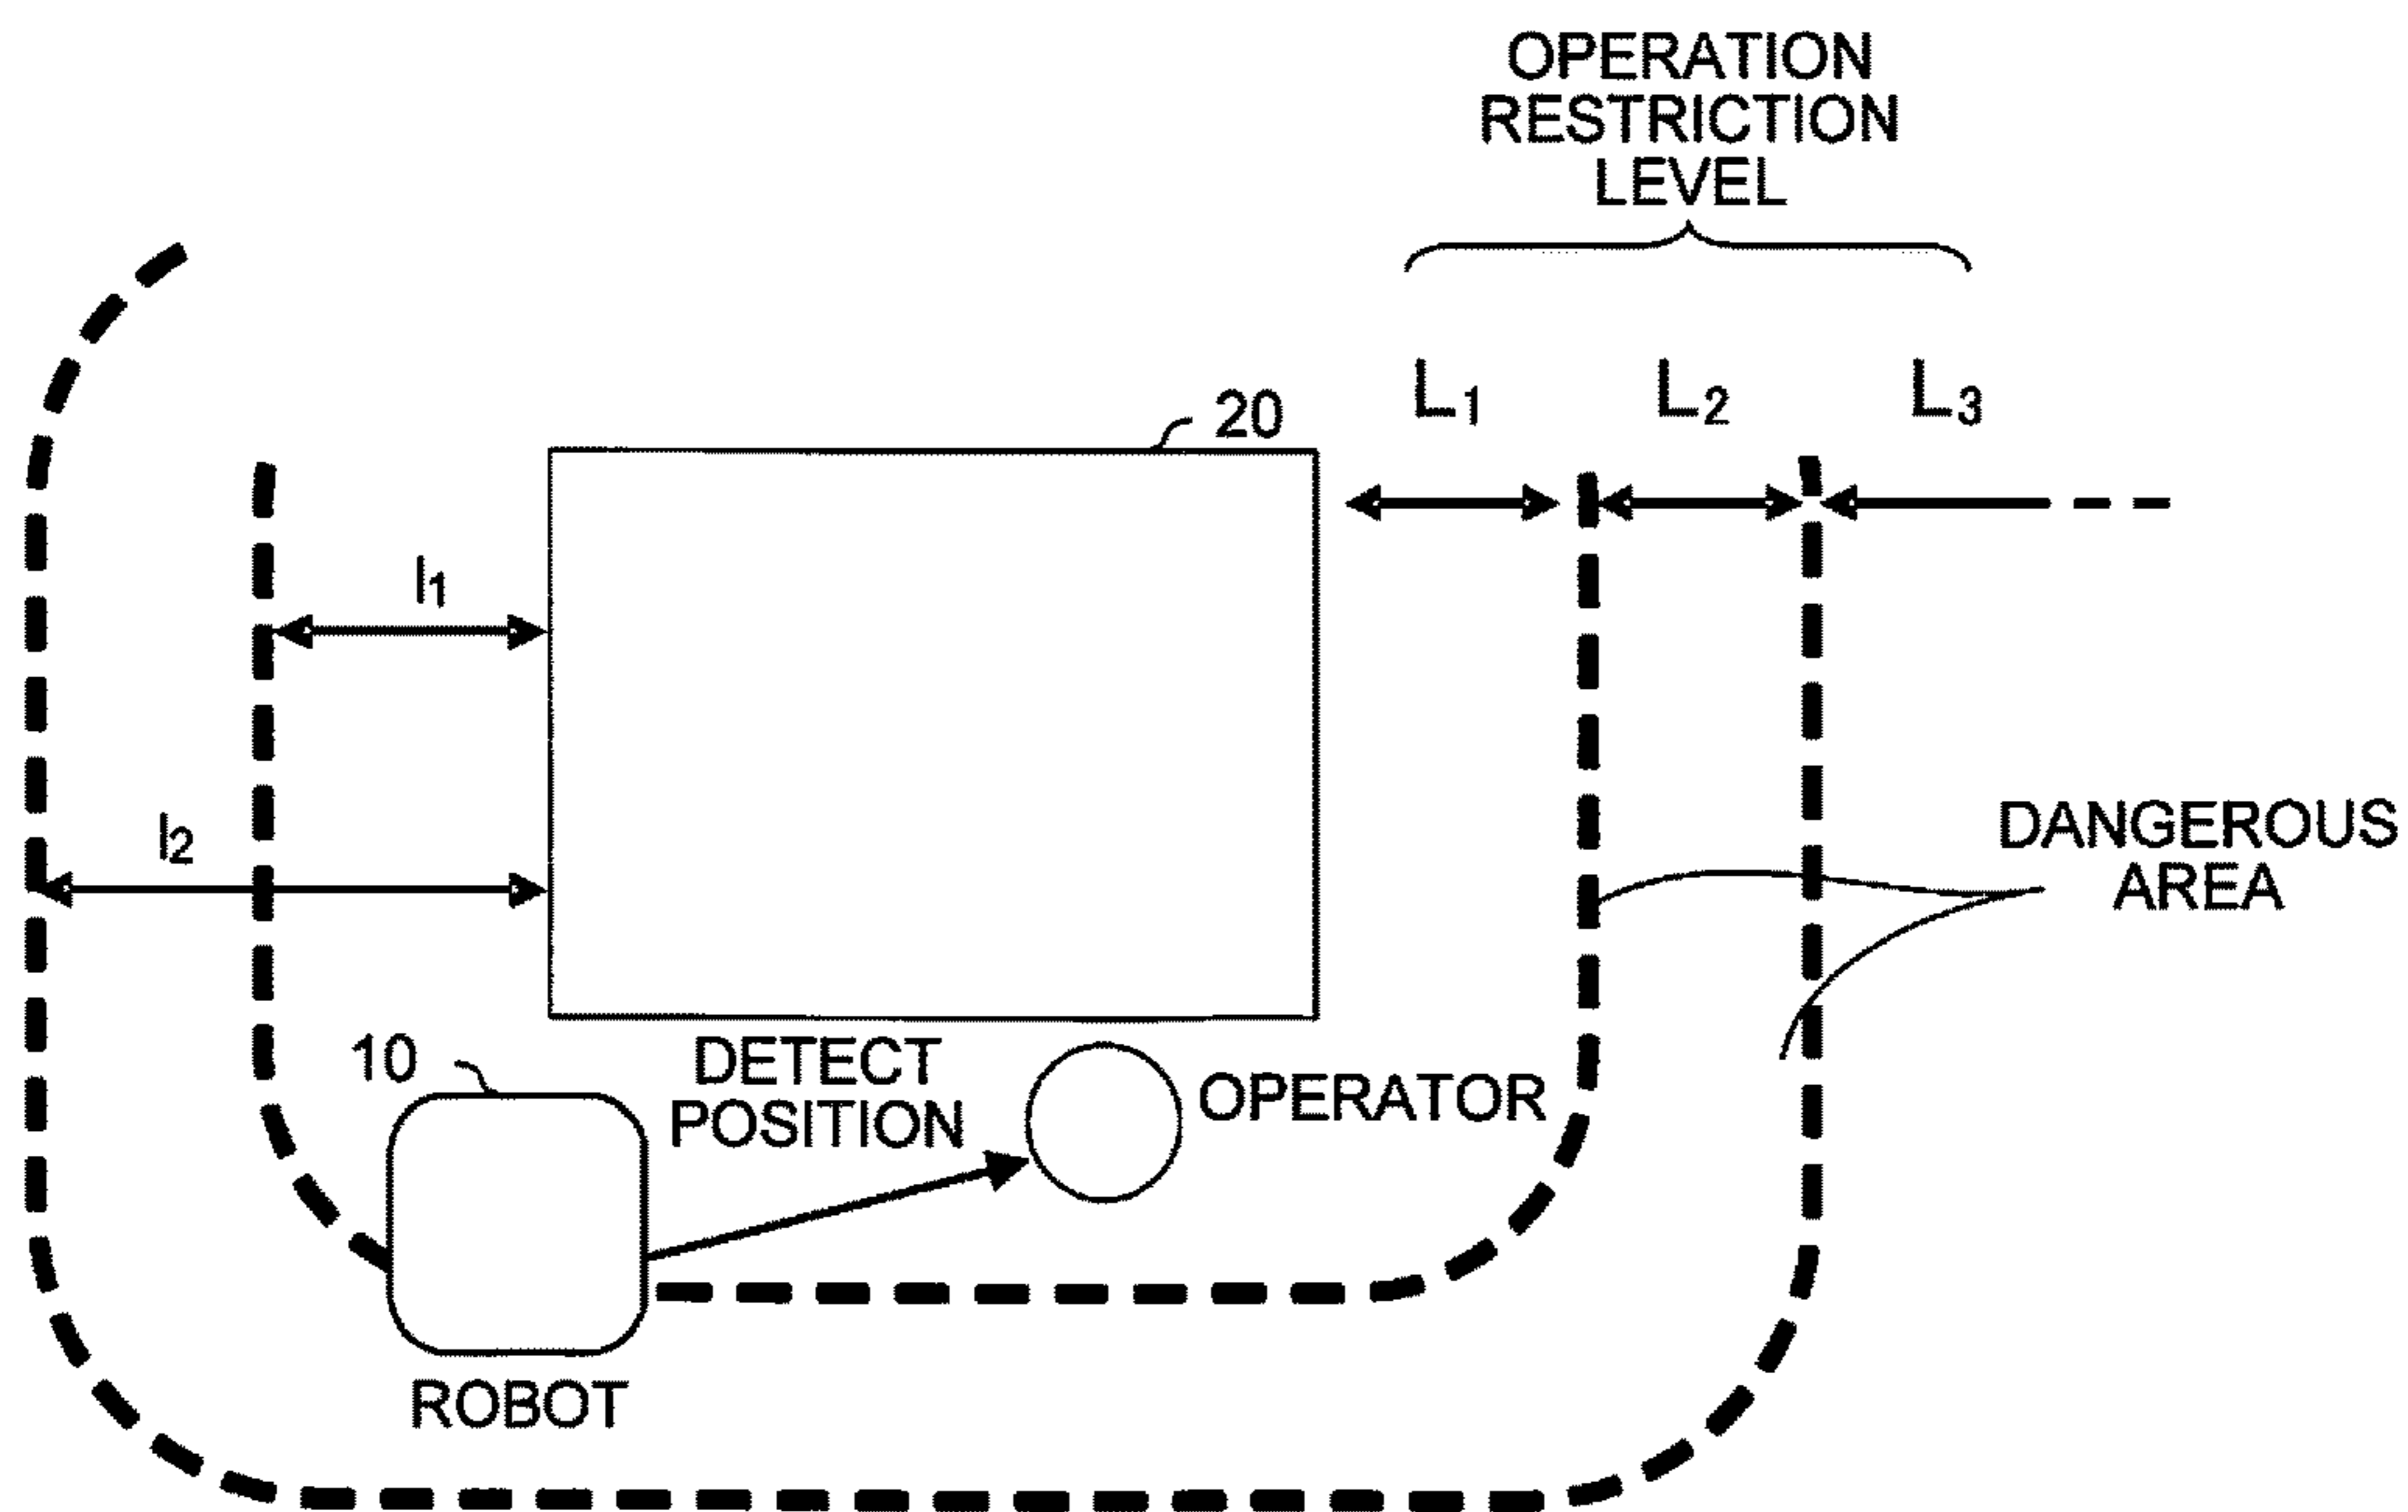 OPERATION
RESTRICTION
LEVEL
L1 L2 L3
20
l1
l2
DANGEROUS
AREA
10
DETECT
POSITION
OPERATOR
ROBOT